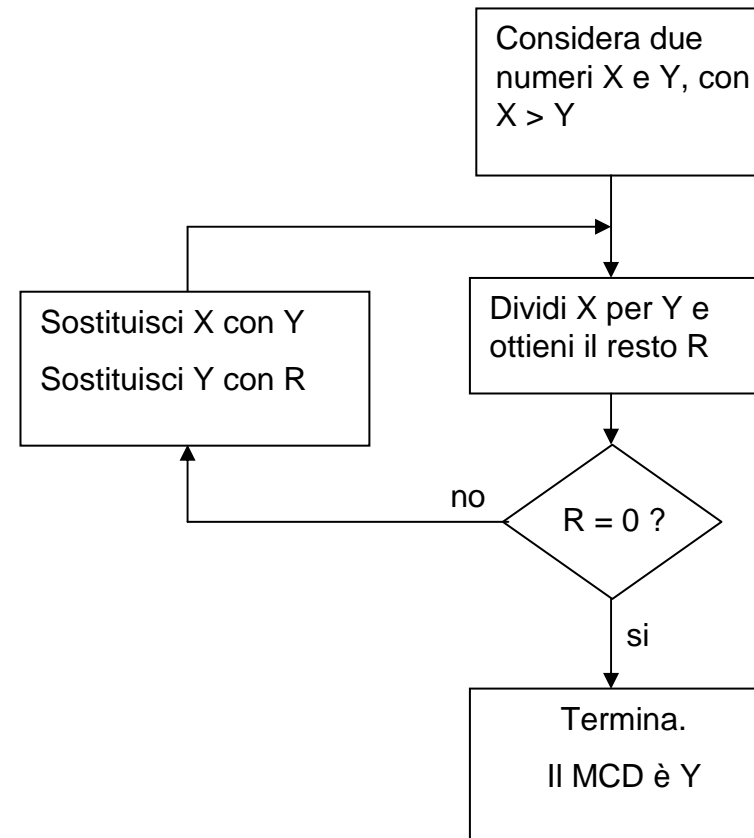 Considera due
numeri X e Y, con
X > Y
Dividi X per Y e
ottieni il resto R
Sostituisci X con Y
Sostituisci Y con R
R = 0 ?
no
si
Termina.
Il MCD è Y